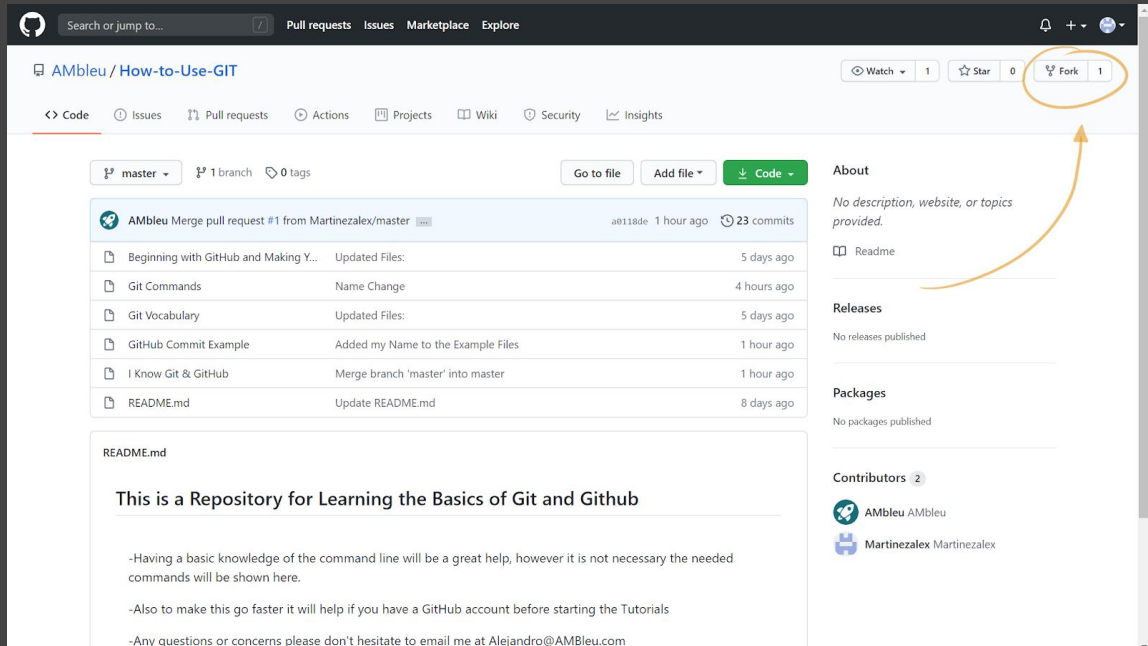 Search or jump to... /
Pull requests Issues Marketplace Explore
AMbleu / How-to-Use-GIT
Watch 1 Star 0 Fork 1
Code Issues Pull requests Actions Projects Wiki Security Insights
master 1 branch 0 tags Go to file Add file Code
AMbleu Merge pull request #1 from Martinezalex/master ... a0118de 1 hour ago 23 commits
Beginning with GitHub and Making Y... Updated Files: 5 days ago
Git Commands Name Change 4 hours ago
Git Vocabulary Updated Files: 5 days ago
GitHub Commit Example Added my Name to the Example Files 1 hour ago
I Know Git & GitHub Merge branch 'master' into master 1 hour ago
README.md Update README.md 8 days ago
README.md
This is a Repository for Learning the Basics of Git and Github
-Having a basic knowledge of the command line will be a great help, however it is not necessary the needed
commands will be shown here.
-Also to make this go faster it will help if you have a GitHub account before starting the Tutorials
-Any questions or concerns please don't hesitate to email me at Alejandro@AMBleu.com
About
No description, website, or topics
provided.
Readme
Releases
No releases published
Packages
No packages published
Contributors 2
AMbleu AMbleu
Martinezalex Martinezalex